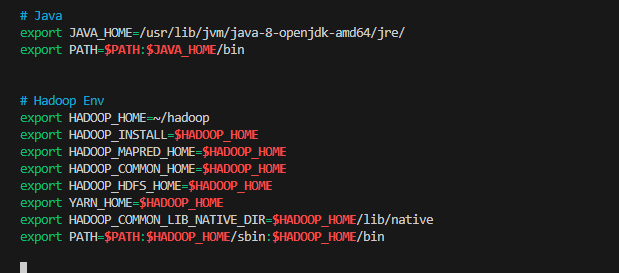 # Java
export JAVA_HOME=/usr/lib/jvm/java-8-openjdk-amd64/jre/
export PATH=$PATH:$JAVA_HOME/bin
# Hadoop Env
export HADOOP_HOME=~/hadoop
export HADOOP_INSTALL=$HADOOP_HOME
export HADOOP_MAPRED_HOME=$HADOOP_HOME
export HADOOP_COMMON_HOME=$HADOOP_HOME
export HADOOP_HDFS_HOME=$HADOOP_HOME
export YARN_HOME=$HADOOP_HOME
export HADOOP_COMMON_LIB_NATIVE_DIR=$HADOOP_HOME/lib/native
export PATH=$PATH:$HADOOP_HOME/sbin:$HADOOP_HOME/bin